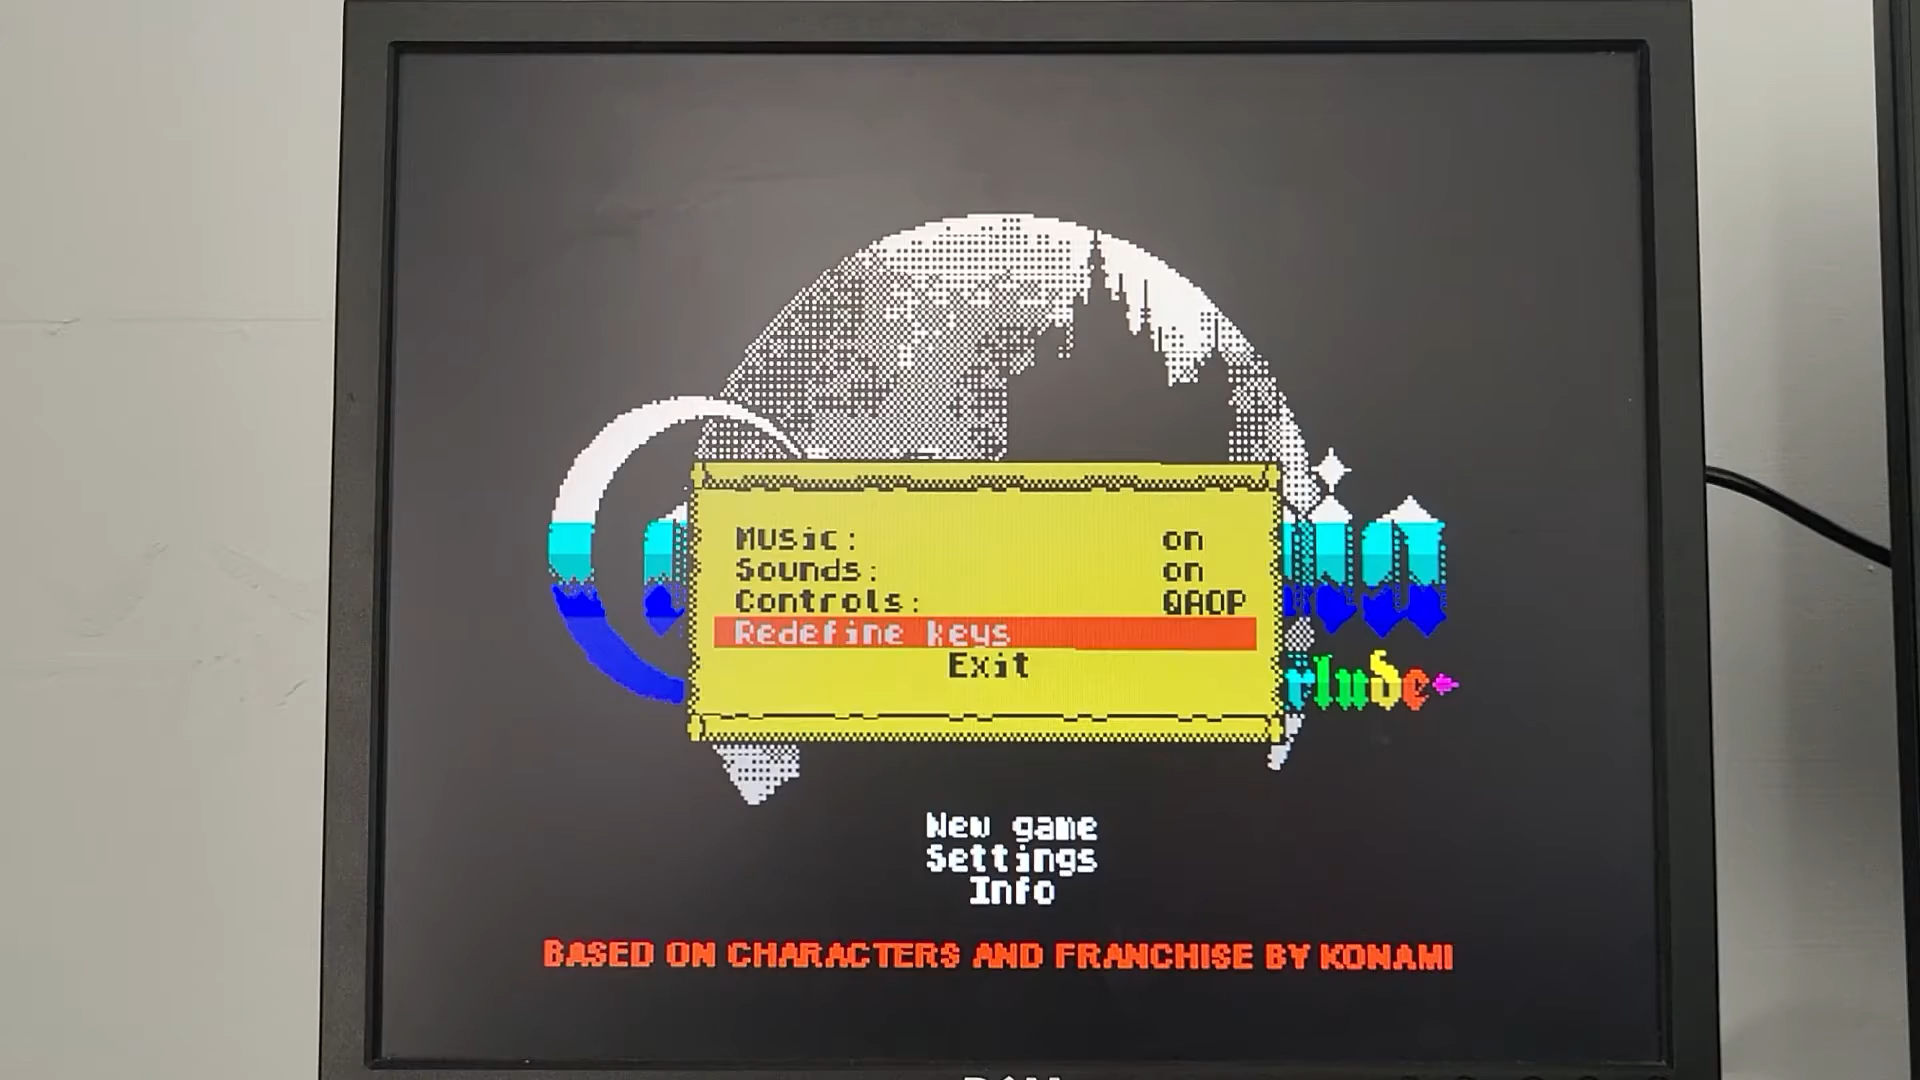 Music: on
Sounds: on
Controls: QAOP
Redefine keys
Exit
New game
Settings
Info
BASED ON CHARACTERS AND FRANCHISE BY KONAMI